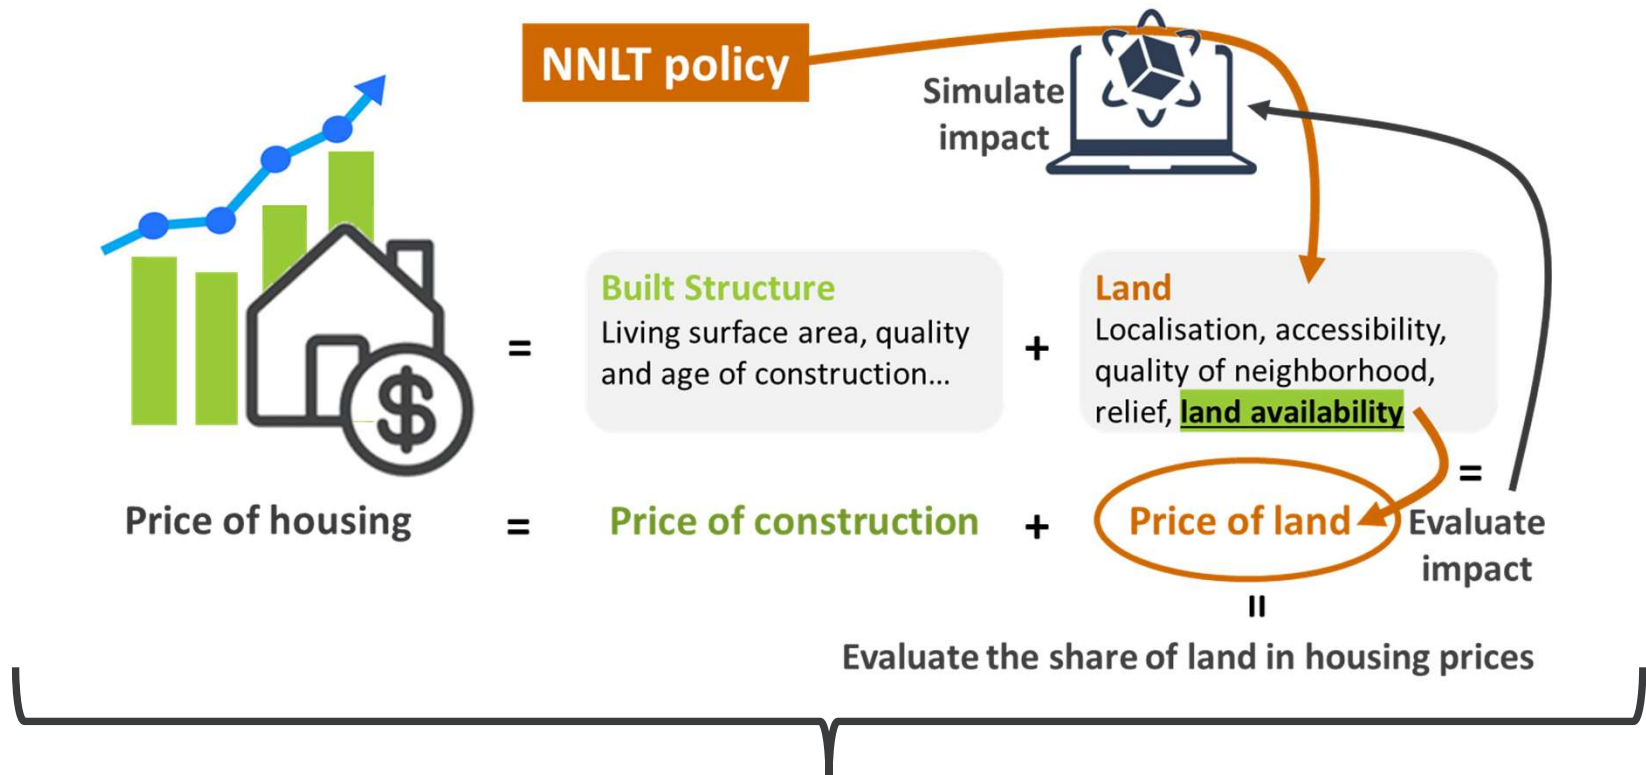 NNLT policy
Simulate
impact
Built Structure
Living surface area, quality
and age of construction…
Land
Localisation, accessibility,
quality of neighborhood,
relief, land availability
=
+
=
$
Price of housing
=
Price of construction
+
Price of land
Evaluate
impact
=
Evaluate the share of land in housing prices